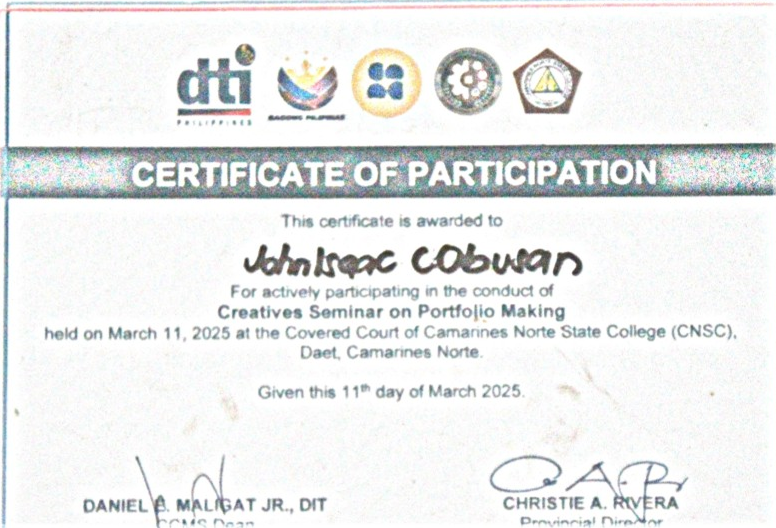 dti
PHILIPPINES
BAGONG PILIPINAS
CERTIFICATE OF PARTICIPATION
This certificate is awarded to
John Isaac Cobusan
For actively participating in the conduct of
Creatives Seminar on Portfolio Making
held on March 11, 2025 at the Covered Court of Camarines Norte State College (CNSC),
Daet, Camarines Norte.
Given this 11th day of March 2025.
DANIEL B. MALIGAT JR., DIT
CHRISTIE A. RIVERA
CCMS Dean
Provincial Director